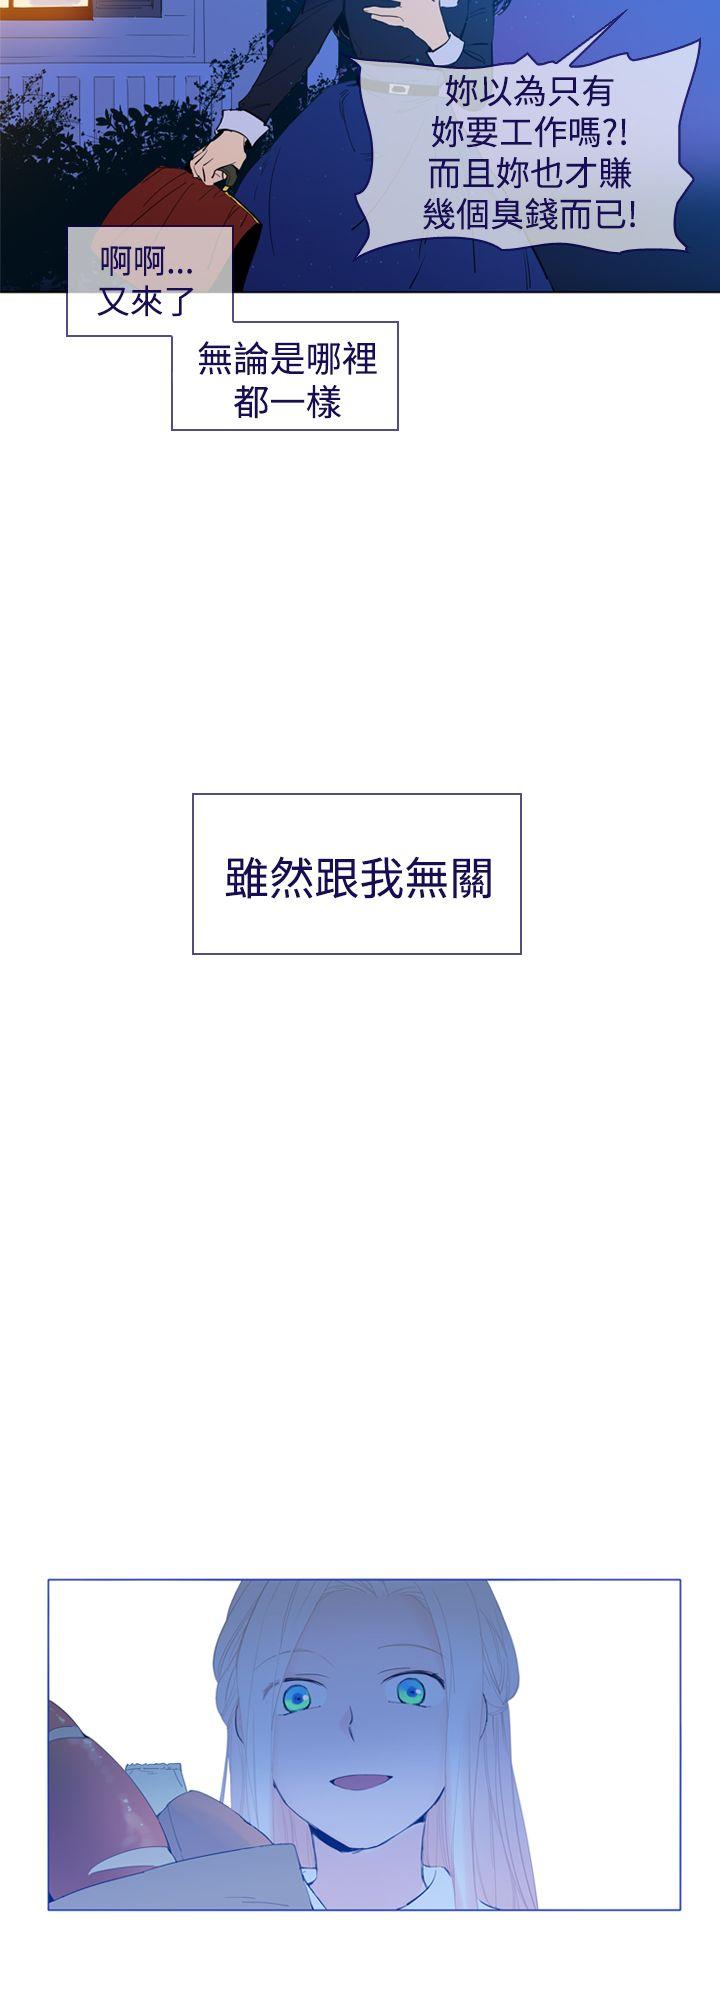 妳以為只有
妳要工作嗎?!
而且妳也才賺
幾個臭錢而已!
啊啊...
又來了
無論是哪裡
都一樣
雖然跟我無關